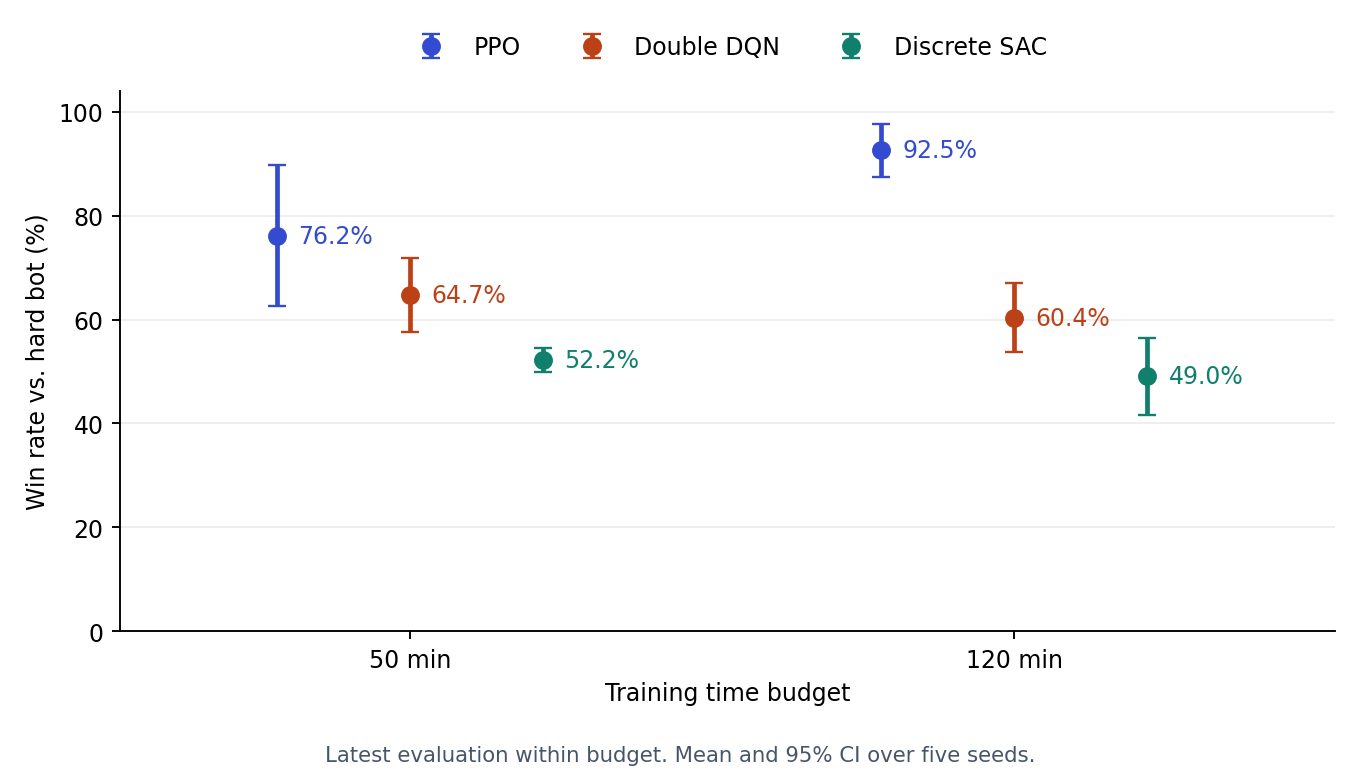 PPO Double DQN Discrete SAC
Win rate vs. hard bot (%)
100
80
60
40
20
0
92.5%
76.2%
64.7%
60.4%
52.2%
49.0%
50 min 120 min
Training time budget
Latest evaluation within budget. Mean and 95% CI over five seeds.